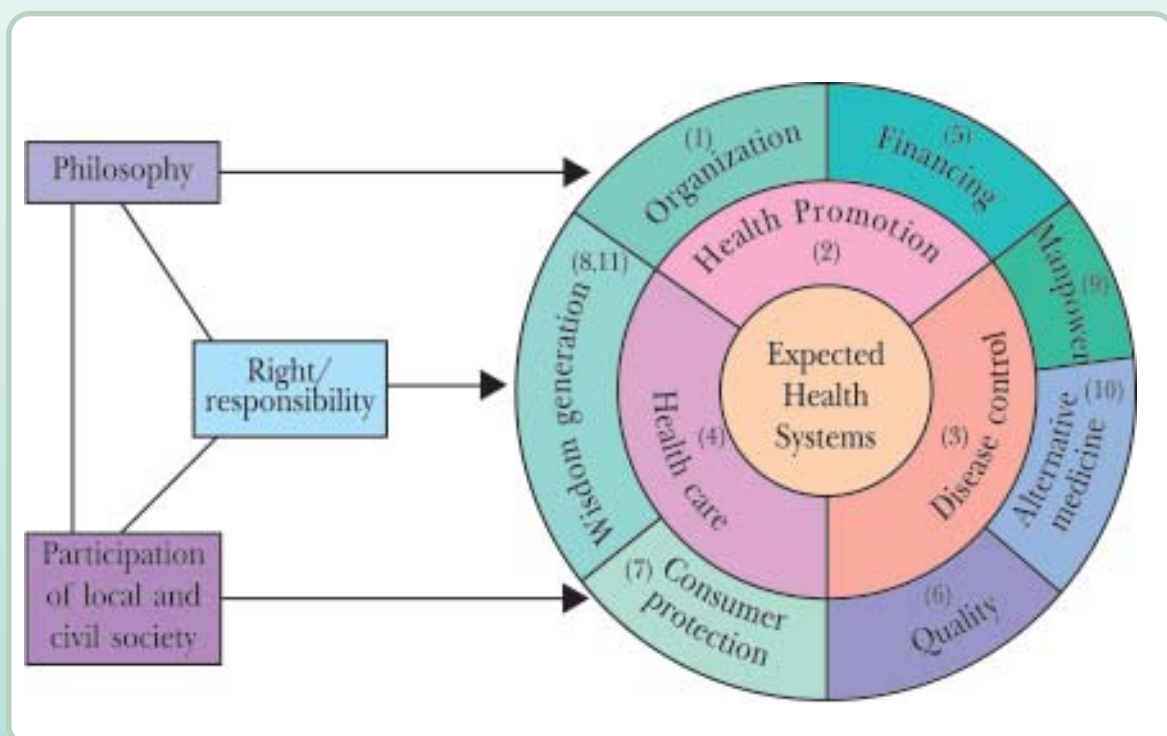 Philosophy
Right/
responsibility
Participation
of local and
civil society
(1)
Organization
(5)
Financing
Manpower
(9)
(10)
Alternative
medicine
(6)
Quality
(7) Consumer
protection
(8,11)
Wisdom generation
Health Promotion
(2)
(3)
Disease control
(4)
Health care
Expected
Health
Systems